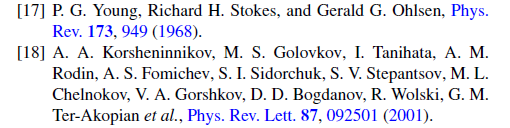 [17] P. G. Young, Richard H. Stokes, and Gerald G. Ohlsen, Phys.
Rev. 173, 949 (1968).
[18] A. A. Korsheninnikov, M. S. Golovkov, I. Tanihata, A. M.
Rodin, A. S. Fomichev, S. I. Sidorchuk, S. V. Stepantsov, M. L.
Chelnokov, V. A. Gorshkov, D. D. Bogdanov, R. Wolski, G. M.
Ter-Akopian et al., Phys. Rev. Lett. 87, 092501 (2001).